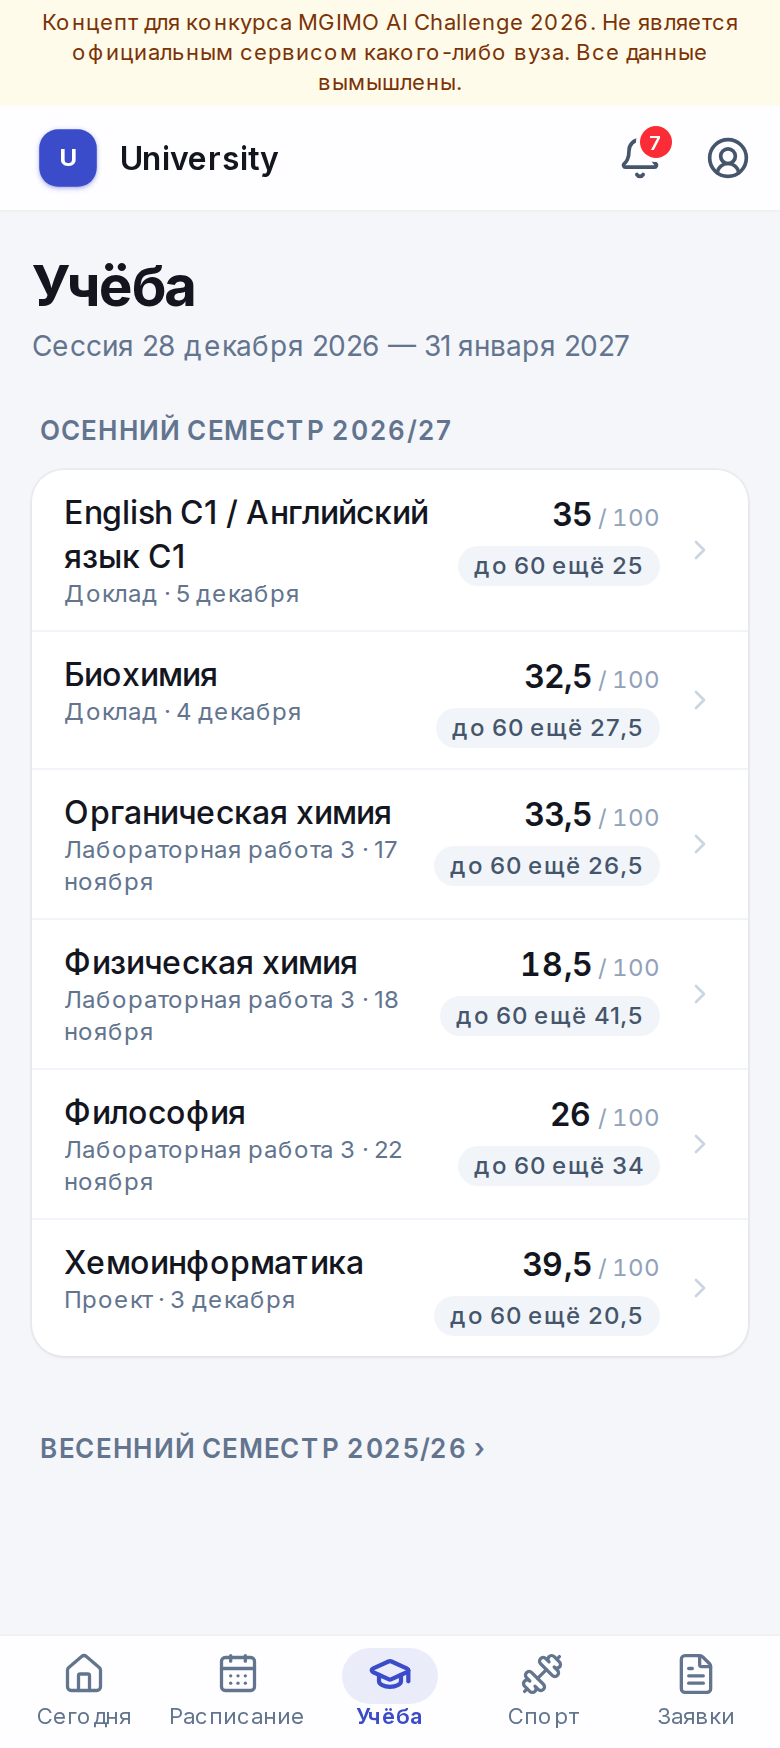 Концепт для конкурса MGIMO AI Challenge 2026. Не является
официальным сервисом какого-либо вуза. Все данные
вымышлены.
U
University
7
Учёба
Сессия 28 декабря 2026 — 31 января 2027
ОСЕННИЙ СЕМЕСТР 2026/27
English C1 / Английский
язык C1
Доклад · 5 декабря
35 / 100
до 60 ещё 25
Биохимия
Доклад · 4 декабря
32,5 / 100
до 60 ещё 27,5
Органическая химия
Лабораторная работа 3 · 17
ноября
33,5 / 100
до 60 ещё 26,5
Физическая химия
Лабораторная работа 3 · 18
ноября
18,5 / 100
до 60 ещё 41,5
Философия
Лабораторная работа 3 · 22
ноября
26 / 100
до 60 ещё 34
Хемоинформатика
Проект · 3 декабря
39,5 / 100
до 60 ещё 20,5
ВЕСЕННИЙ СЕМЕСТР 2025/26 ›
Сегодня
Расписание
Учёба
Спорт
Заявки